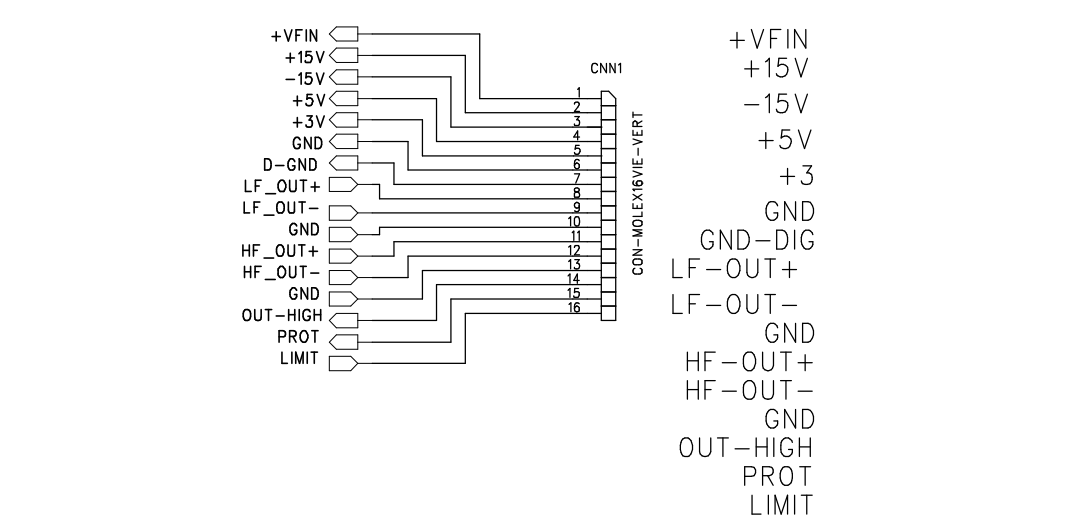 +VFIN
+15V
-15V
+5V
+3V
GND
D-GND
LF_OUT+
LF_OUT-
GND
HF_OUT+
HF_OUT-
GND
OUT-HIGH
PROT
LIMIT
CNN1
1
2
3
4
5
6
7
8
9
10
11
12
13
14
15
16
CON-MOLEX16VIE-VERT
+VFIN
+15V
-15V
+5V
+3
GND
GND-DIG
LF-OUT+
LF-OUT-
GND
HF-OUT+
HF-OUT-
GND
OUT-HIGH
PROT
LIMIT